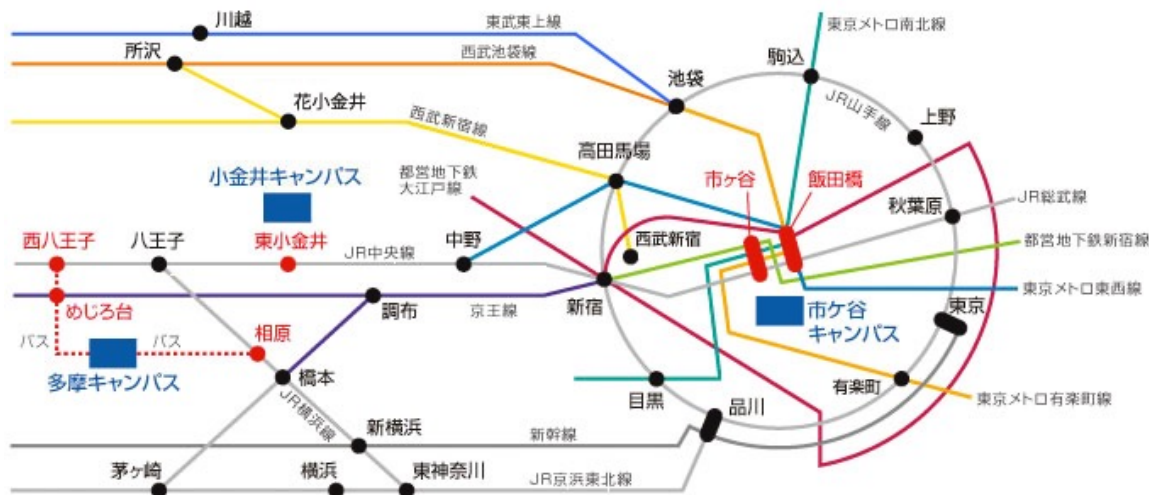 川越
東武東上線
東京メトロ南北線
所沢
西武池袋線
駒込
池袋
JR山手線
花小金井
西武新宿線
上野
高田馬場
小金井キャンパス
都営地下鉄
大江戸線
市ヶ谷
飯田橋
JR総武線
秋葉原
西八王子
八王子
東小金井
JR中央線
中野
西武新宿
都営地下鉄新宿線
めじろ台
調布
京王線
新宿
市ケ谷
キャンパス
東京メトロ東西線
東京
バス
バス
相原
多摩キャンパス
橋本
目黒
品川
有楽町
東京メトロ有楽町線
JR横浜線
新横浜
新幹線
茅ヶ崎
横浜
東神奈川
JR京浜東北線